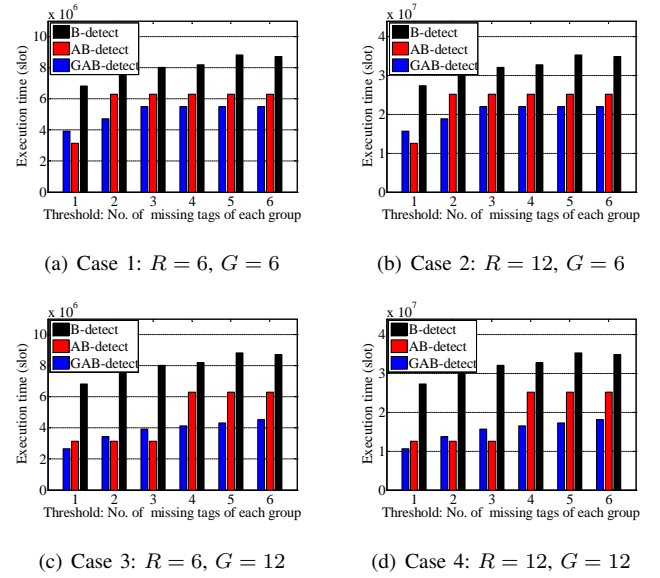 x 10^6
10
8
6
4
2
0
Execution time (slot)
B-detect
AB-detect
GAB-detect
1 2 3 4 5 6
Threshold: No. of missing tags of each group
(a) Case 1: R = 6, G = 6
x 10^7
4
3
2
1
0
Execution time (slot)
B-detect
AB-detect
GAB-detect
1 2 3 4 5 6
Threshold: No. of missing tags of each group
(b) Case 2: R = 12, G = 6
x 10^6
10
8
6
4
2
0
Execution time (slot)
B-detect
AB-detect
GAB-detect
1 2 3 4 5 6
Threshold: No. of missing tags of each group
(c) Case 3: R = 6, G = 12
x 10^7
4
3
2
1
0
Execution time (slot)
B-detect
AB-detect
GAB-detect
1 2 3 4 5 6
Threshold: No. of missing tags of each group
(d) Case 4: R = 12, G = 12